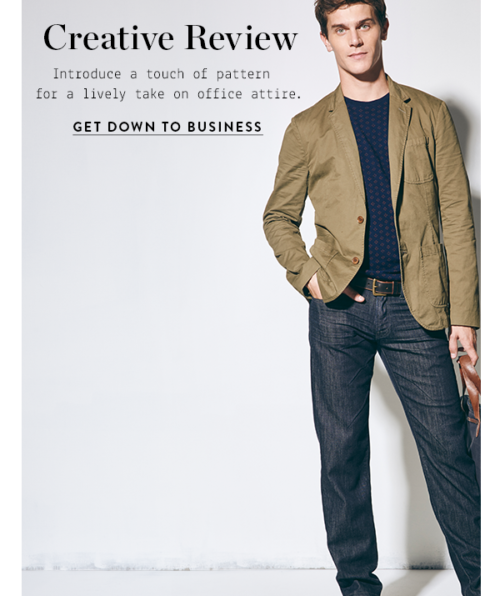 Creative Review
Introduce a touch of pattern
for a lively take on office attire.
GET DOWN TO BUSINESS